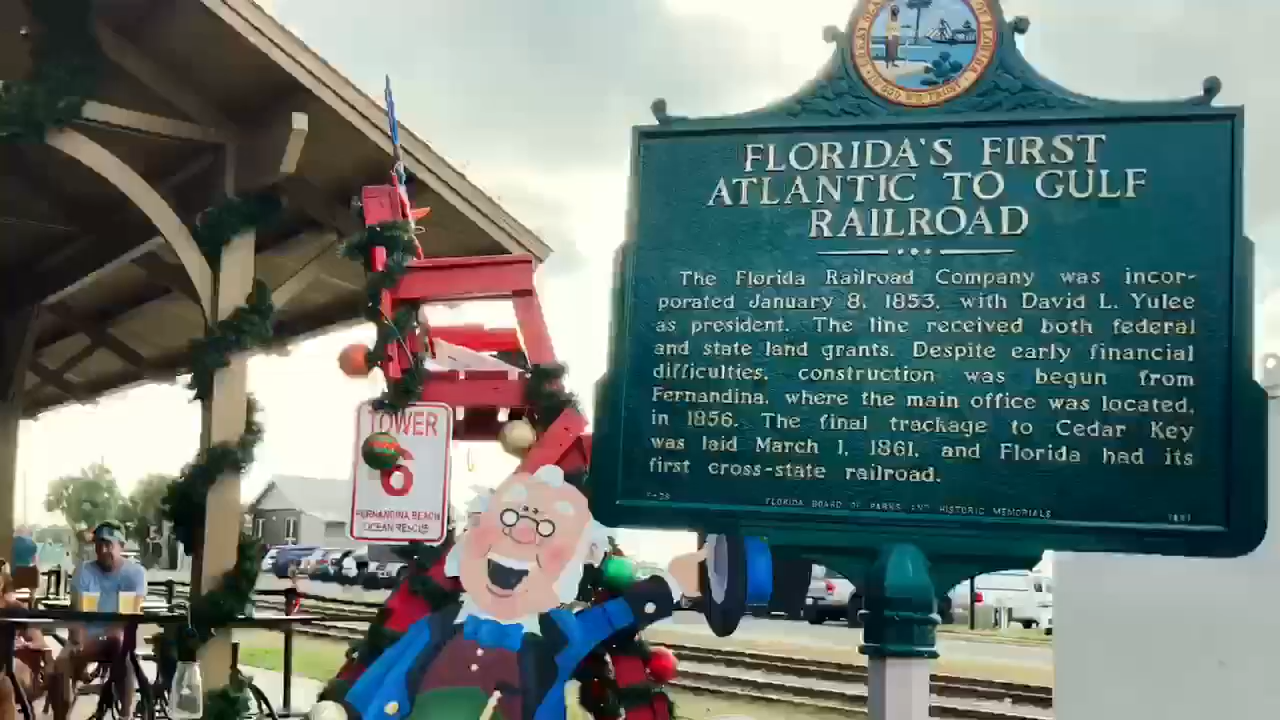 FLORIDA'S FIRST
ATLANTIC TO GULF
RAILROAD
The Florida Railroad Company was incor-
porated January 8, 1853, with David L. Yulee
as president. The line received both federal
and state land grants. Despite early financial
difficulties, construction was begun from
Fernandina, where the main office was located,
in 1856. The final trackage to Cedar Key
was laid March 1, 1861, and Florida had its
first cross-state railroad.
FLORIDA BOARD OF PARKS AND HISTORIC MEMORIALS
TOWER
6
FERNANDINA BEACH
OCEAN RESCUE